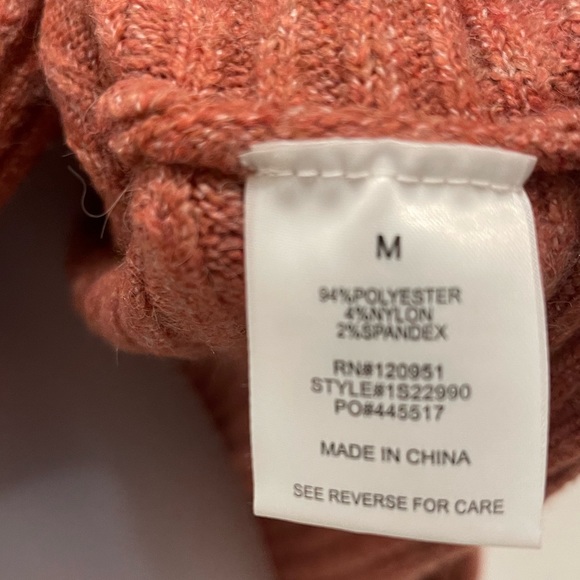 M
94%POLYESTER
4%NYLON
2%SPANDEX
RN#120951
STYLE#1S22990
PO#445517
MADE IN CHINA
SEE REVERSE FOR CARE